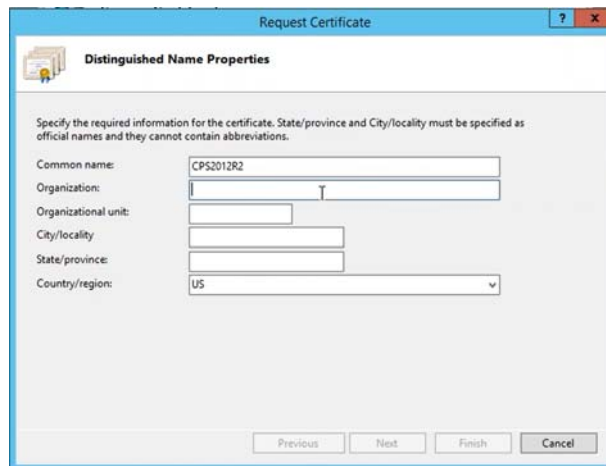 Request Certificate
? x
Distinguished Name Properties
Specify the required information for the certificate. State/province and City/locality must be specified as
official names and they cannot contain abbreviations.
Common name: CPS2012R2
Organization:
Organizational unit:
City/locality
State/province:
Country/region: US
Previous Next Finish Cancel